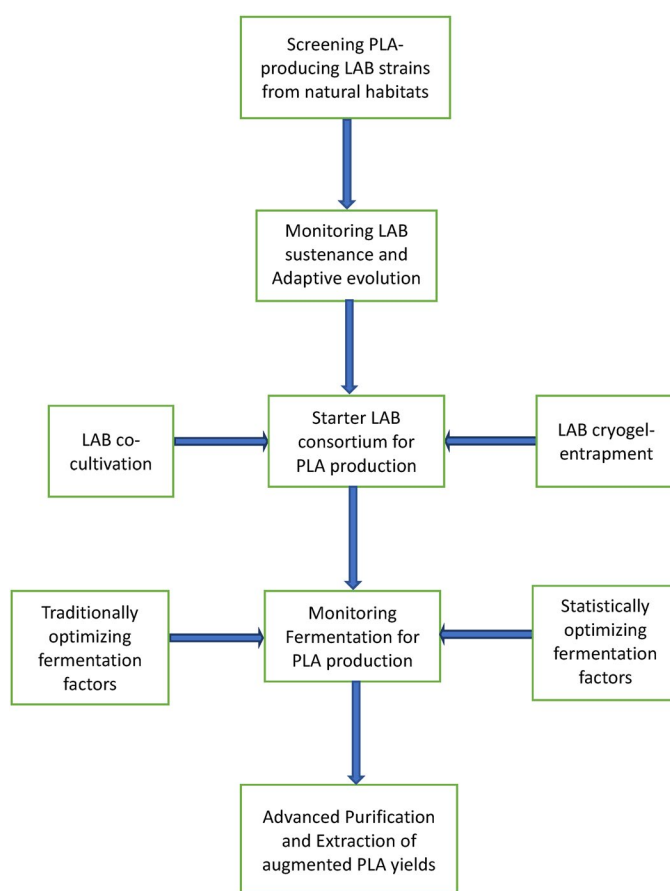 Screening PLA-
producing LAB strains
from natural habitats
Monitoring LAB
sustenance and
Adaptive evolution
LAB co-
cultivation
Starter LAB
consortium for
PLA production
LAB cryogel-
entrapment
Traditionally
optimizing
fermentation
factors
Monitoring
Fermentation for
PLA production
Statistically
optimizing
fermentation
factors
Advanced Purification
and Extraction of
augmented PLA yields